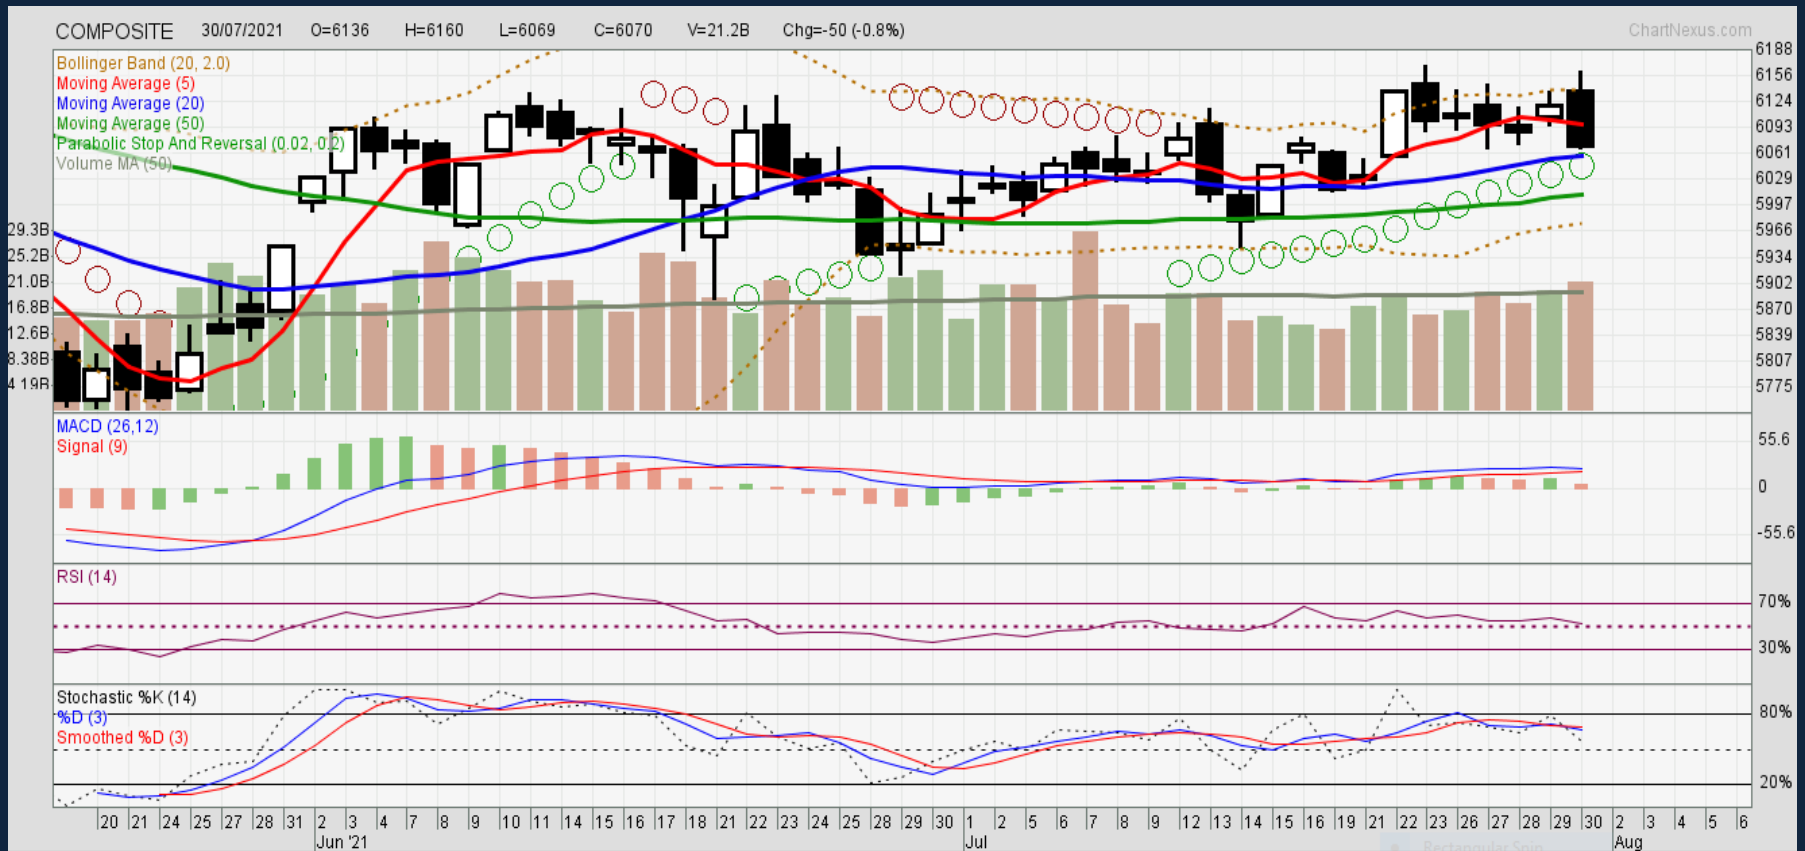 COMPOSITE 30/07/2021 O=6136 H=6160 L=6069 C=6070 V=21.2B Chg=-50 (-0.8%) ChartNexus.com
Bollinger Band (20, 2.0)
Moving Average (5)
Moving Average (20)
Moving Average (50)
Parabolic Stop And Reversal (0.02, 0.2)
Volume MA (50)
6188
6156
6124
6093
6061
6029
5997
5966
5934
5902
5870
5839
5807
5775
29.3B
25.2B
21.0B
16.8B
12.6B
8.38B
4.19B
MACD (26,12)
Signal (9)
55.6
0
-55.6
RSI (14)
70%
30%
Stochastic %K (14)
%D (3)
Smoothed %D (3)
80%
20%
20 21 24 25 27 28 31 2 3 4 7 8 9 10 11 14 15 16 17 18 21 22 23 24 25 28 29 30 1 2 5 6 7 8 9 12 13 14 15 16 19 21 22 23 26 27 28 29 30 2 3 4 5 6
Jun '21 Jul Aug
Rectangular Snip